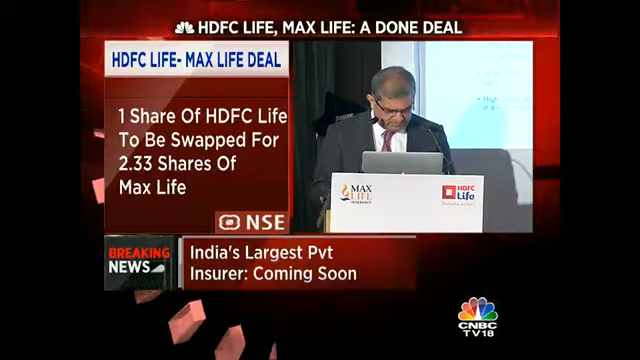 HDFC LIFE, MAX LIFE: A DONE DEAL
HDFC LIFE- MAX LIFE DEAL
1 Share Of HDFC Life
To Be Swapped For
2.33 Shares Of
Max Life
NSE
MAX
LIFE
INSURANCE
HDFC
Life
High
BREAKING
NEWS
India's Largest Pvt
Insurer: Coming Soon
CNBC
TV18